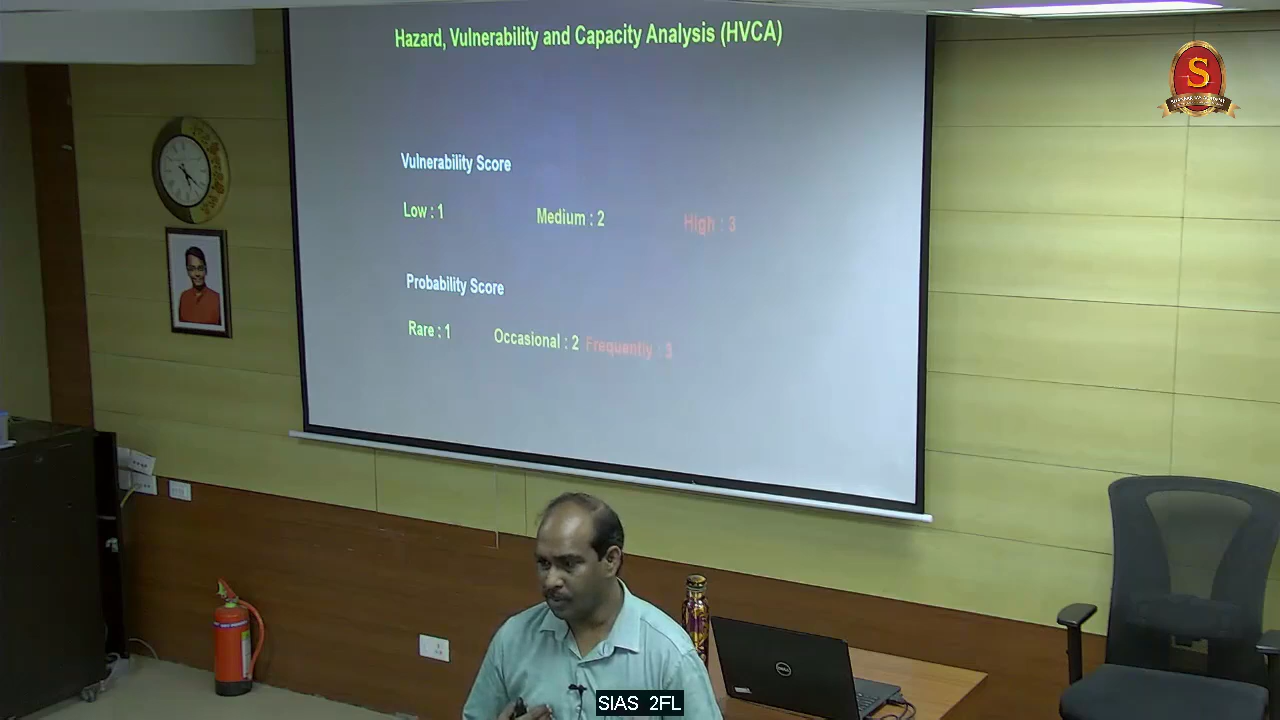 Hazard, Vulnerability and Capacity Analysis (HVCA)
Vulnerability Score
Low : 1 Medium : 2 High : 3
Probability Score
Rare : 1 Occasional : 2 Frequently : 3
S
DELL
SIAS 2FL